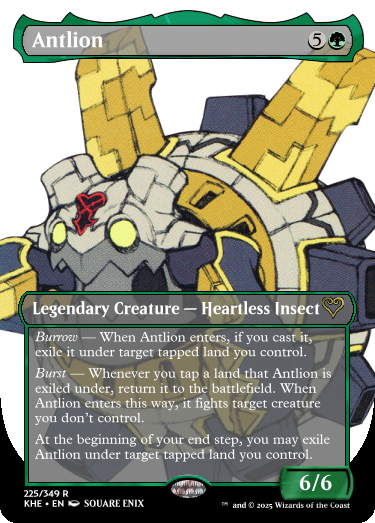 Antlion 5
Legendary Creature — Heartless Insect
Burrow — When Antlion enters, if you cast it,
exile it under target tapped land you control.
Burst — Whenever you tap a land that Antlion is
exiled under, return it to the battlefield. When
Antlion enters this way, it fights target creature
you don't control.
At the beginning of your end step, you may exile
Antlion under target tapped land you control.
6/6
225/349 R
KHE • EN SQUARE ENIX
™ and © 2025 Wizards of the Coast